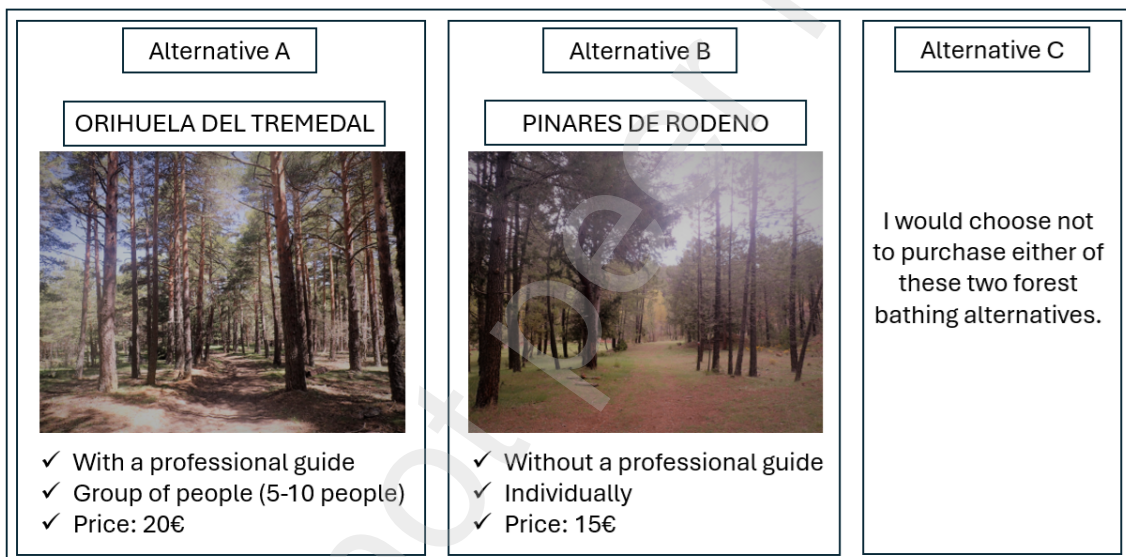 Alternative A
ORIHUELA DEL TREMEDAL
✓ With a professional guide
✓ Group of people (5-10 people)
✓ Price: 20€
Alternative B
PINARES DE RODENO
✓ Without a professional guide
✓ Individually
✓ Price: 15€
Alternative C
I would choose not
to purchase either of
these two forest
bathing alternatives.
ot per r